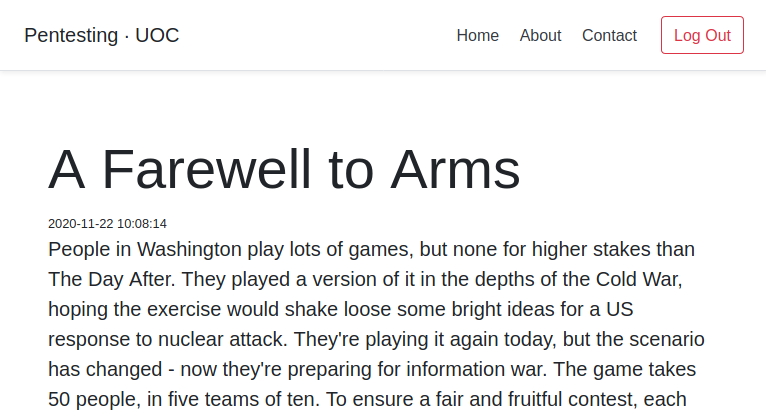 Pentesting · UOC Home About Contact Log Out
A Farewell to Arms
2020-11-22 10:08:14
People in Washington play lots of games, but none for higher stakes than
The Day After. They played a version of it in the depths of the Cold War,
hoping the exercise would shake loose some bright ideas for a US
response to nuclear attack. They're playing it again today, but the scenario
has changed - now they're preparing for information war. The game takes
50 people, in five teams of ten. To ensure a fair and fruitful contest, each